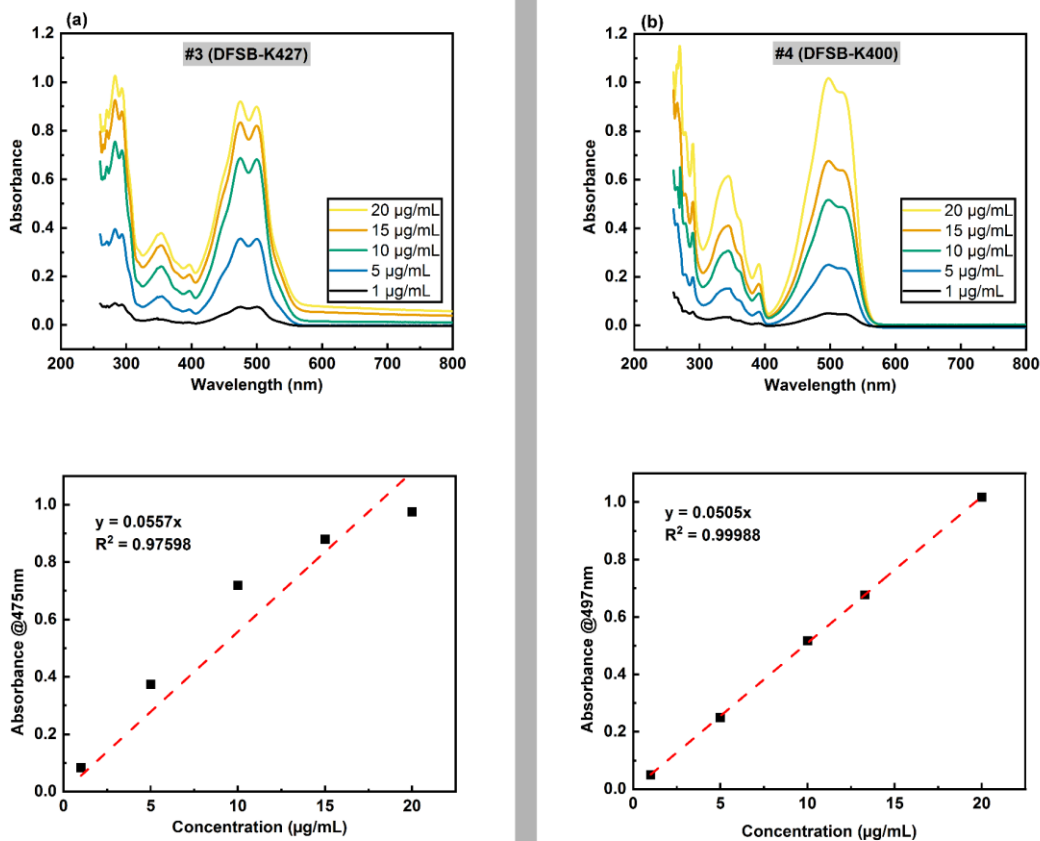 (a)
#3 (DFSB-K427)
Absorbance
1.2
1.0
0.8
0.6
0.4
0.2
0.0
20 µg/mL
15 µg/mL
10 µg/mL
5 µg/mL
1 µg/mL
200 300 400 500 600 700 800
Wavelength (nm)
(b)
#4 (DFSB-K400)
Absorbance
1.2
1.0
0.8
0.6
0.4
0.2
0.0
20 µg/mL
15 µg/mL
10 µg/mL
5 µg/mL
1 µg/mL
200 300 400 500 600 700 800
Wavelength (nm)
Absorbance @475nm
1.0
0.8
0.6
0.4
0.2
0.0
y = 0.0557x
R² = 0.97598
0 5 10 15 20
Concentration (µg/mL)
Absorbance @497nm
1.0
0.8
0.6
0.4
0.2
0.0
y = 0.0505x
R² = 0.99988
0 5 10 15 20
Concentration (µg/mL)